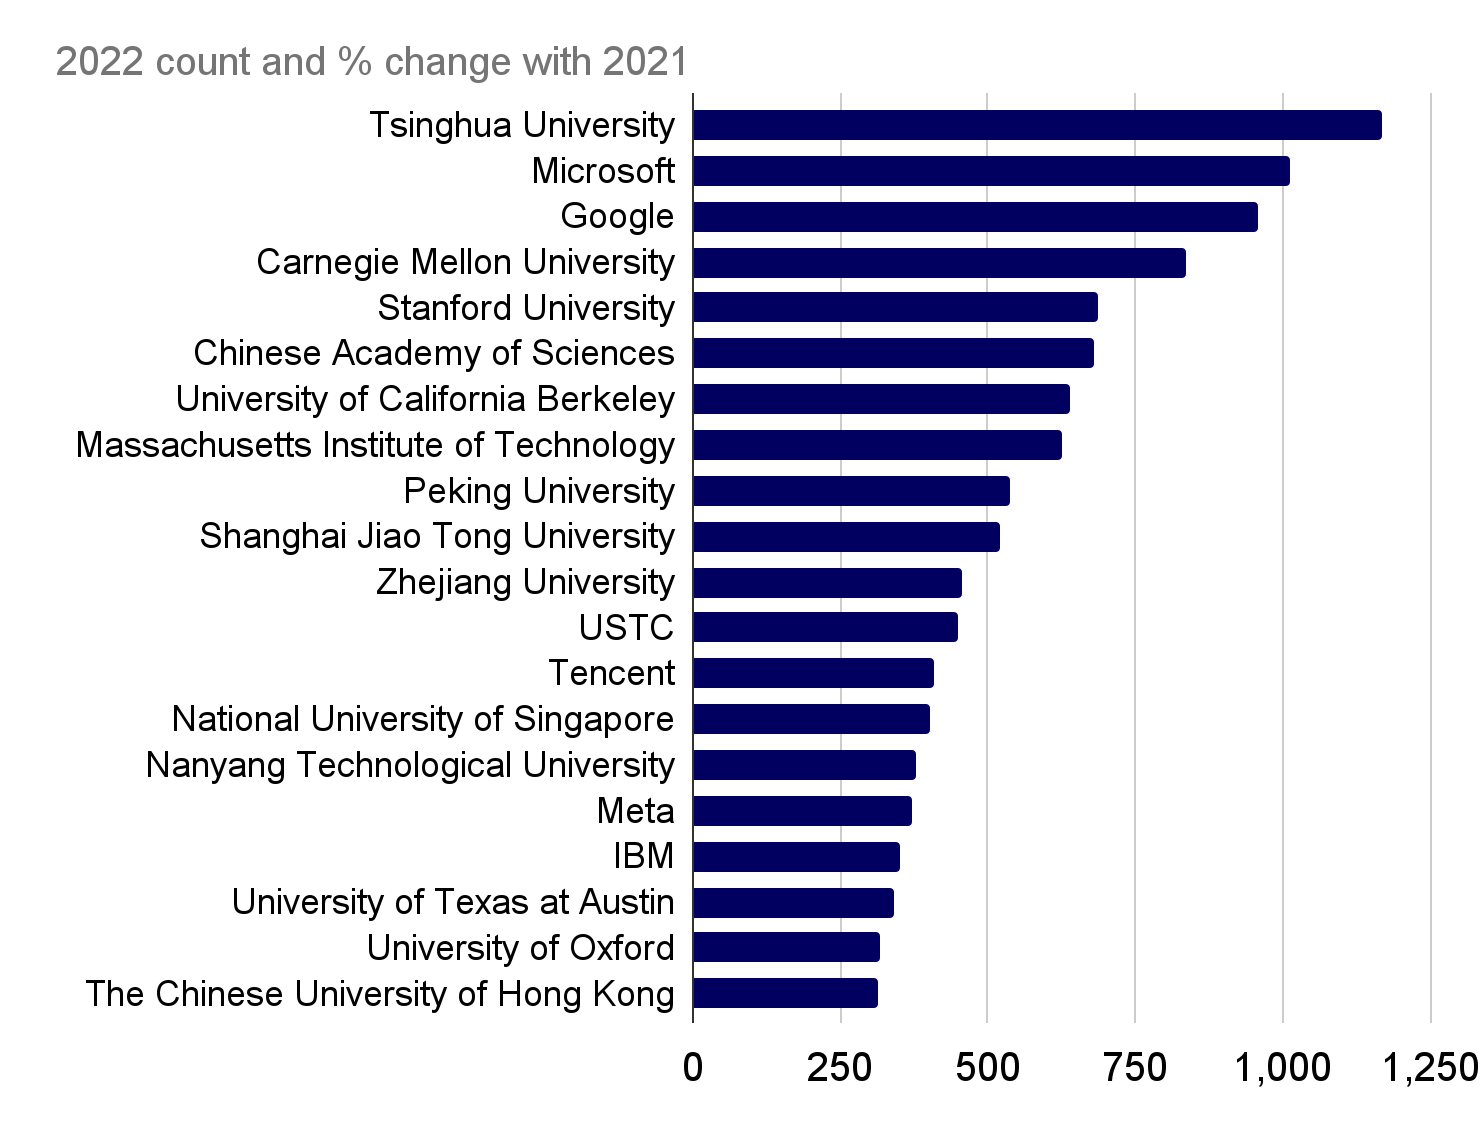 2022 count and % change with 2021
Tsinghua University
Microsoft
Google
Carnegie Mellon University
Stanford University
Chinese Academy of Sciences
University of California Berkeley
Massachusetts Institute of Technology
Peking University
Shanghai Jiao Tong University
Zhejiang University
USTC
Tencent
National University of Singapore
Nanyang Technological University
Meta
IBM
University of Texas at Austin
University of Oxford
The Chinese University of Hong Kong
0 250 500 750 1,000 1,250